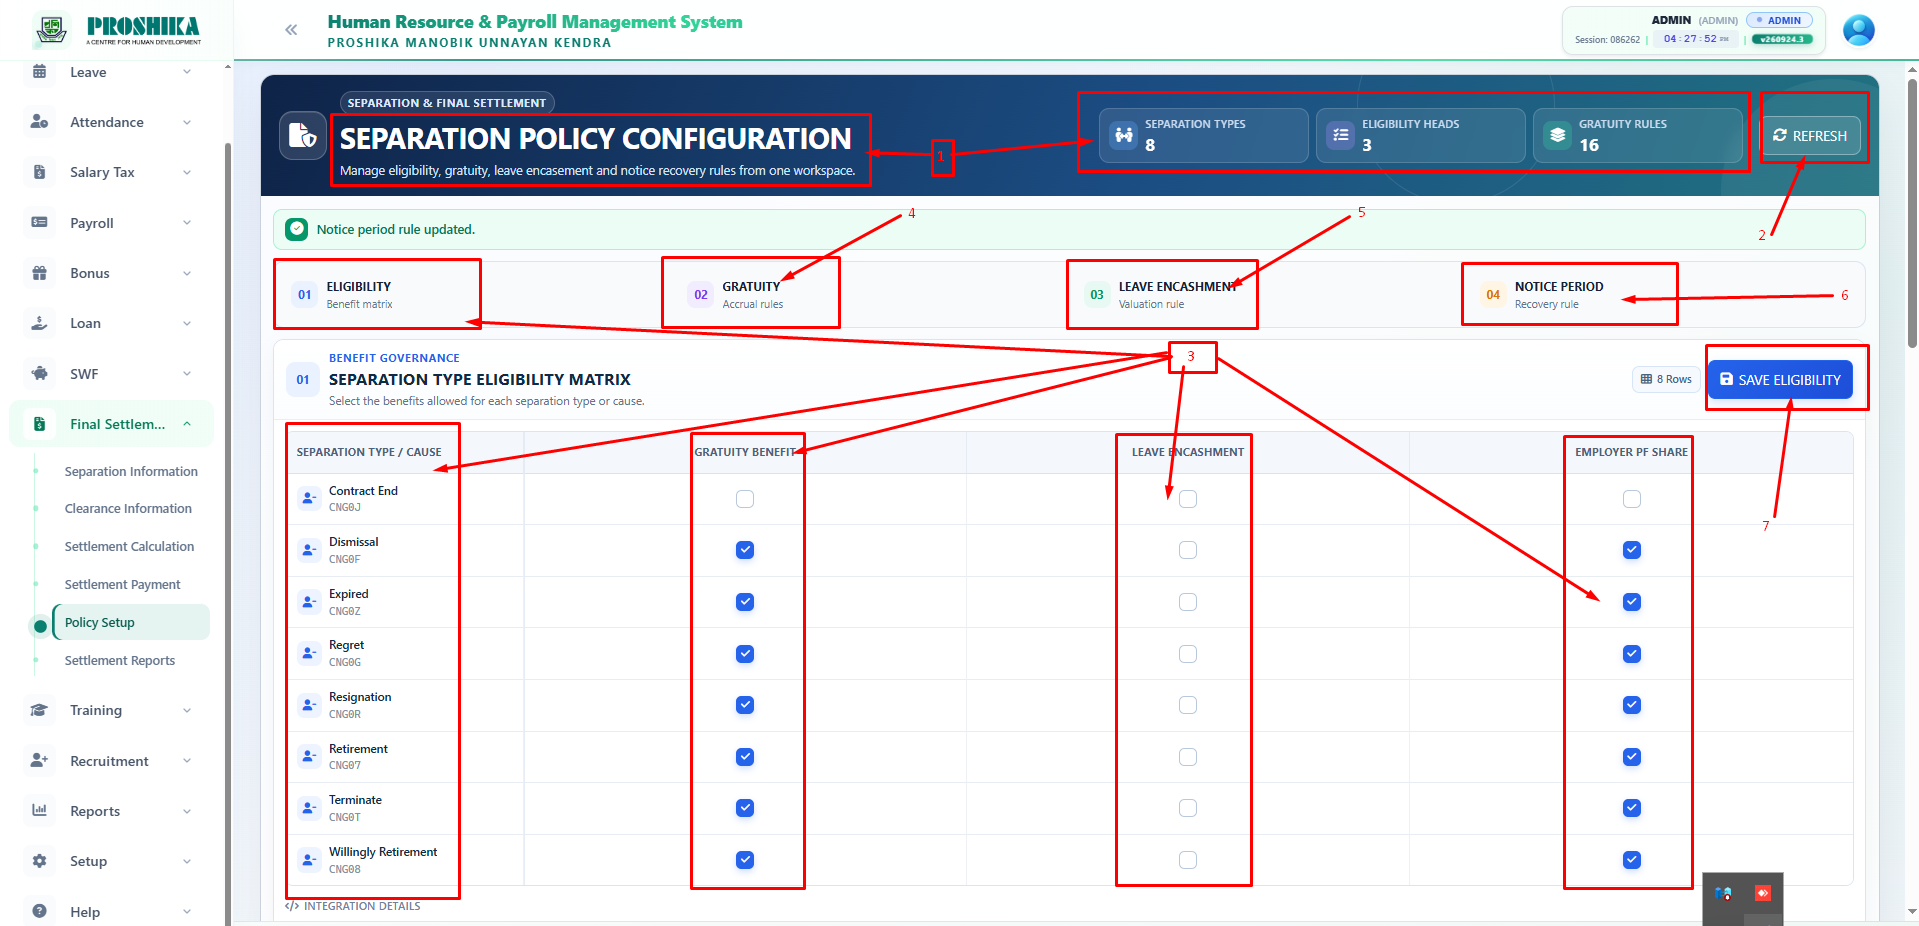 PROSHIKA
A CENTRE FOR HUMAN DEVELOPMENT
Human Resource & Payroll Management System
PROSHIKA MANOBIK UNNAYAN KENDRA
ADMIN (ADMIN) ADMIN
Session: 086262 | 04:27:52 PM | v260924.3
Leave
Attendance
Salary Tax
Payroll
Bonus
Loan
SWF
Final Settlem...
Separation Information
Clearance Information
Settlement Calculation
Settlement Payment
Policy Setup
Settlement Reports
Training
Recruitment
Reports
Setup
Help
SEPARATION & FINAL SETTLEMENT
SEPARATION POLICY CONFIGURATION
Manage eligibility, gratuity, leave encasement and notice recovery rules from one workspace.
1
SEPARATION TYPES
8
ELIGIBILITY HEADS
3
GRATUITY RULES
16
REFRESH
2
Notice period rule updated.
4
5
01 ELIGIBILITY
Benefit matrix
02 GRATUITY
Accrual rules
03 LEAVE ENCASHMENT
Valuation rule
04 NOTICE PERIOD
Recovery rule
6
3
01
BENEFIT GOVERNANCE
SEPARATION TYPE ELIGIBILITY MATRIX
Select the benefits allowed for each separation type or cause.
8 Rows
SAVE ELIGIBILITY
7
SEPARATION TYPE / CAUSE GRATUITY BENEFIT LEAVE ENCASHMENT EMPLOYER PF SHARE
Contract End
CNG0J
Dismissal
CNG0F
Expired
CNG0Z
Regret
CNG0G
Resignation
CNG0R
Retirement
CNG07
Terminate
CNG0T
Willingly Retirement
CNG08
</> INTEGRATION DETAILS